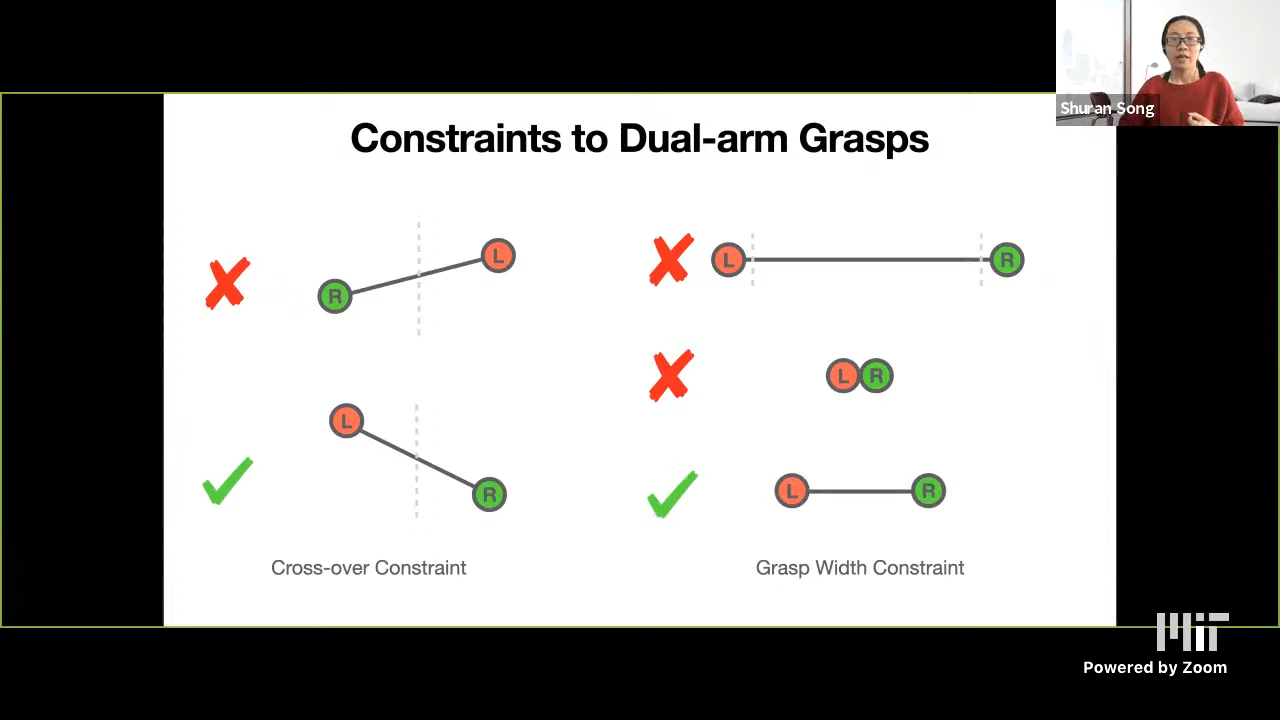 Shuran Song
Constraints to Dual-arm Grasps
R
L
L
R
Cross-over Constraint
L
R
L
R
L
R
Grasp Width Constraint
MIT
Powered by Zoom